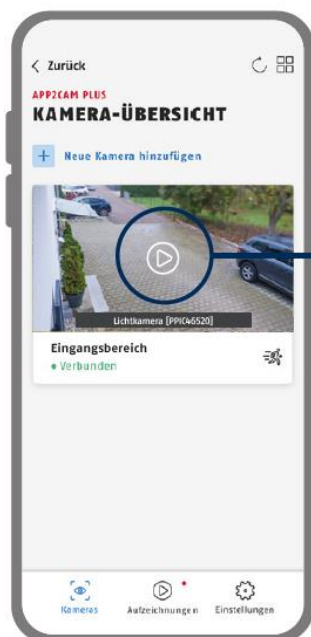 Zurück
APP2CAM PLUS
KAMERA-ÜBERSICHT
Neue Kamera hinzufügen
Lichtkamera [PPIC46520]
Eingangsbereich
Verbunden
Kameras
Aufzeichnungen
Einstellungen